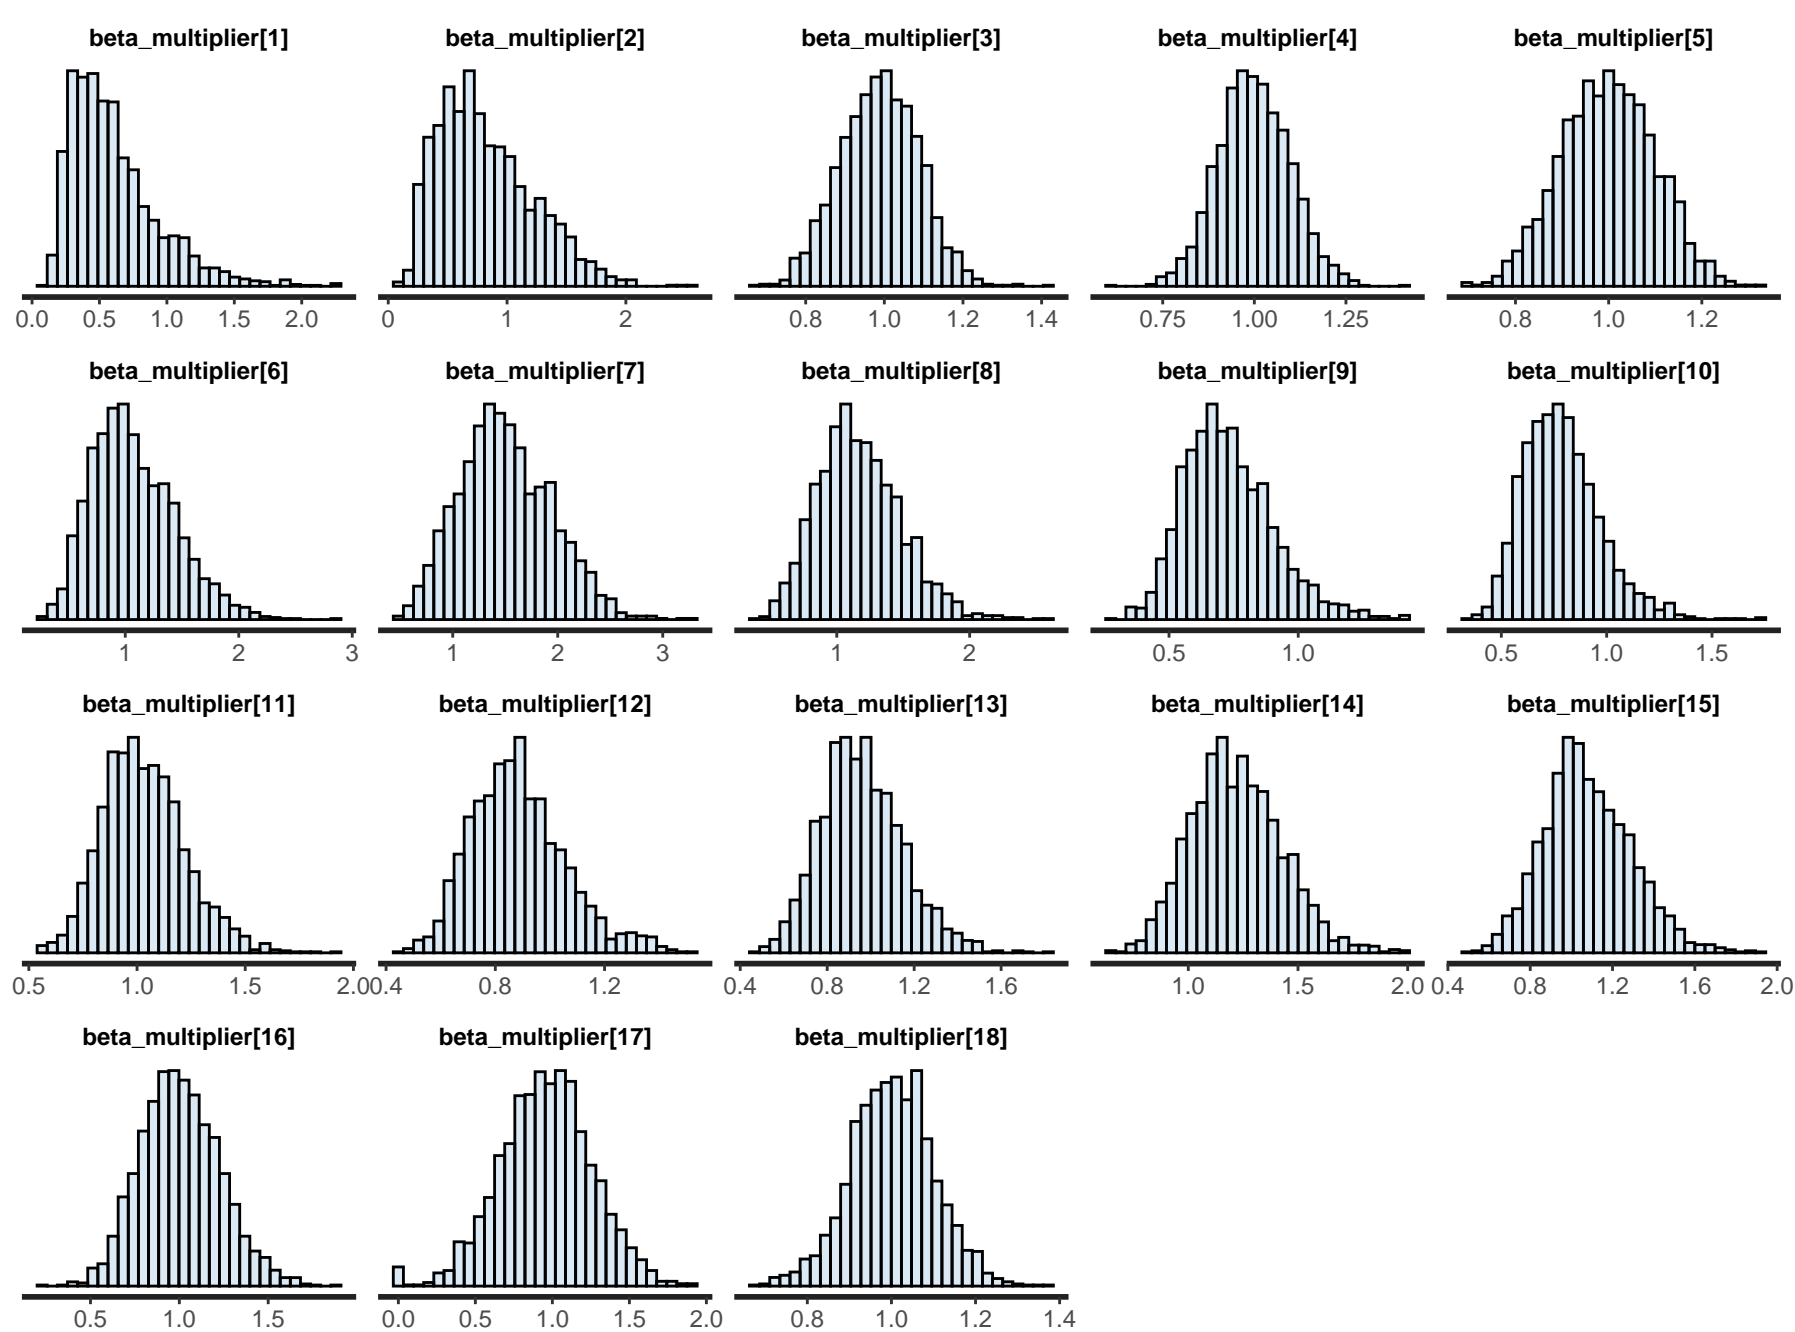 beta_multiplier[1] beta_multiplier[2] beta_multiplier[3] beta_multiplier[4] beta_multiplier[5]
0.0 0.5 1.0 1.5 2.0 0 1 2 0.8 1.0 1.2 1.4 0.75 1.00 1.25 0.8 1.0 1.2
beta_multiplier[6] beta_multiplier[7] beta_multiplier[8] beta_multiplier[9] beta_multiplier[10]
1 2 3 1 2 3 1 2 0.5 1.0 0.5 1.0 1.5
beta_multiplier[11] beta_multiplier[12] beta_multiplier[13] beta_multiplier[14] beta_multiplier[15]
0.5 1.0 1.5 2.0 0.4 0.8 1.2 0.4 0.8 1.2 1.6 1.0 1.5 2.0 0.4 0.8 1.2 1.6 2.0
beta_multiplier[16] beta_multiplier[17] beta_multiplier[18]
0.5 1.0 1.5 0.0 0.5 1.0 1.5 2.0 0.8 1.0 1.2 1.4